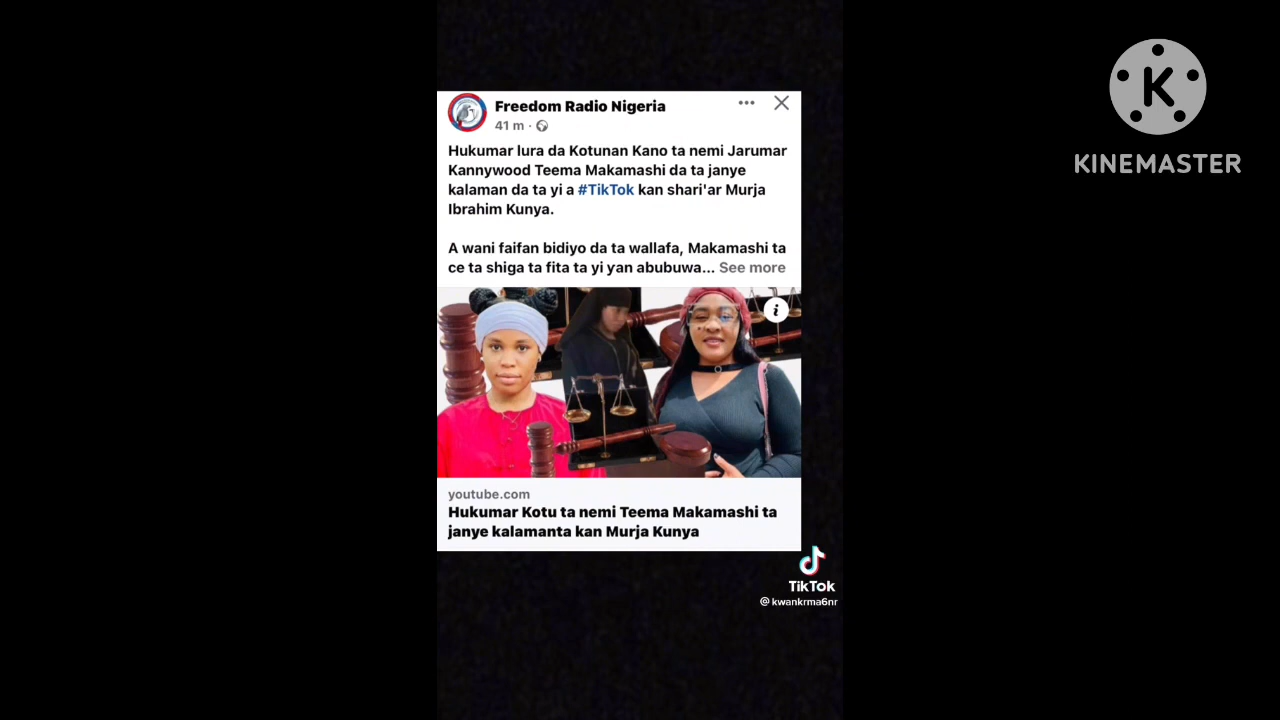 Freedom Radio Nigeria
41 m ·
Hukumar lura da Kotunan Kano ta nemi Jarumar
Kannywood Teema Makamashi da ta janye
kalaman da ta yi a #TikTok kan shari'ar Murja
Ibrahim Kunya.
A wani faifan bidiyo da ta wallafa, Makamashi ta
ce ta shiga ta fita ta yi yan abubuwa... See more
youtube.com
Hukumar Kotu ta nemi Teema Makamashi ta
janye kalamanta kan Murja Kunya
TikTok
@kwankrma6nr
K
KINEMASTER